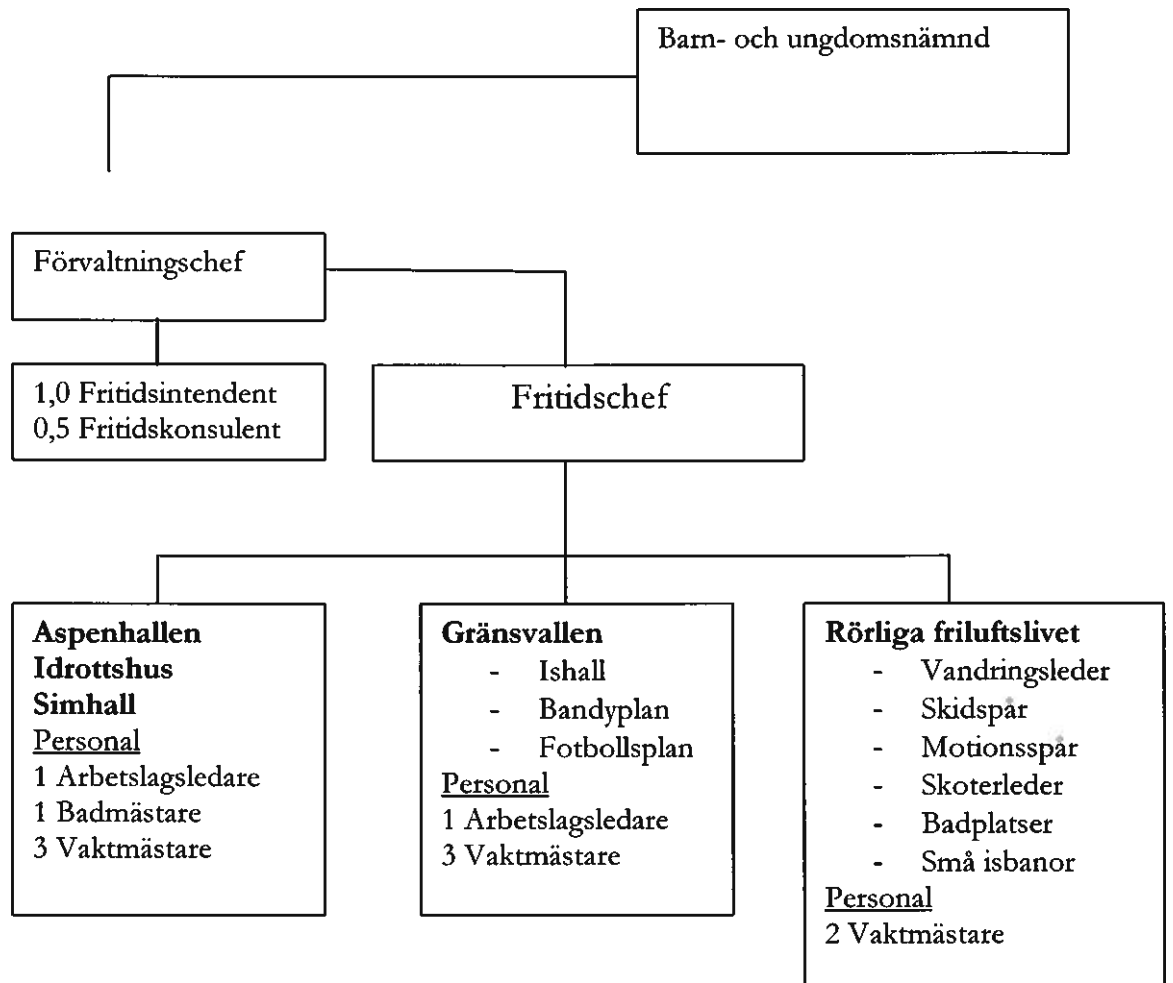 Barn- och ungdomsnämnd
Förvaltningschef
1,0 Fritidsintendent
0,5 Fritidskonsulent
Fritidschef
Aspenhallen
Idrottshus
Simhall
Personal
1 Arbetslagsledare
1 Badmästare
3 Vaktmästare
Gränsvallen
- Ishall
- Bandyplan
- Fotbollsplan
Personal
1 Arbetslagsledare
3 Vaktmästare
Rörliga friluftslivet
- Vandringsleder
- Skidspår
- Motionsspår
- Skoterleder
- Badplatser
- Små isbanor
Personal
2 Vaktmästare